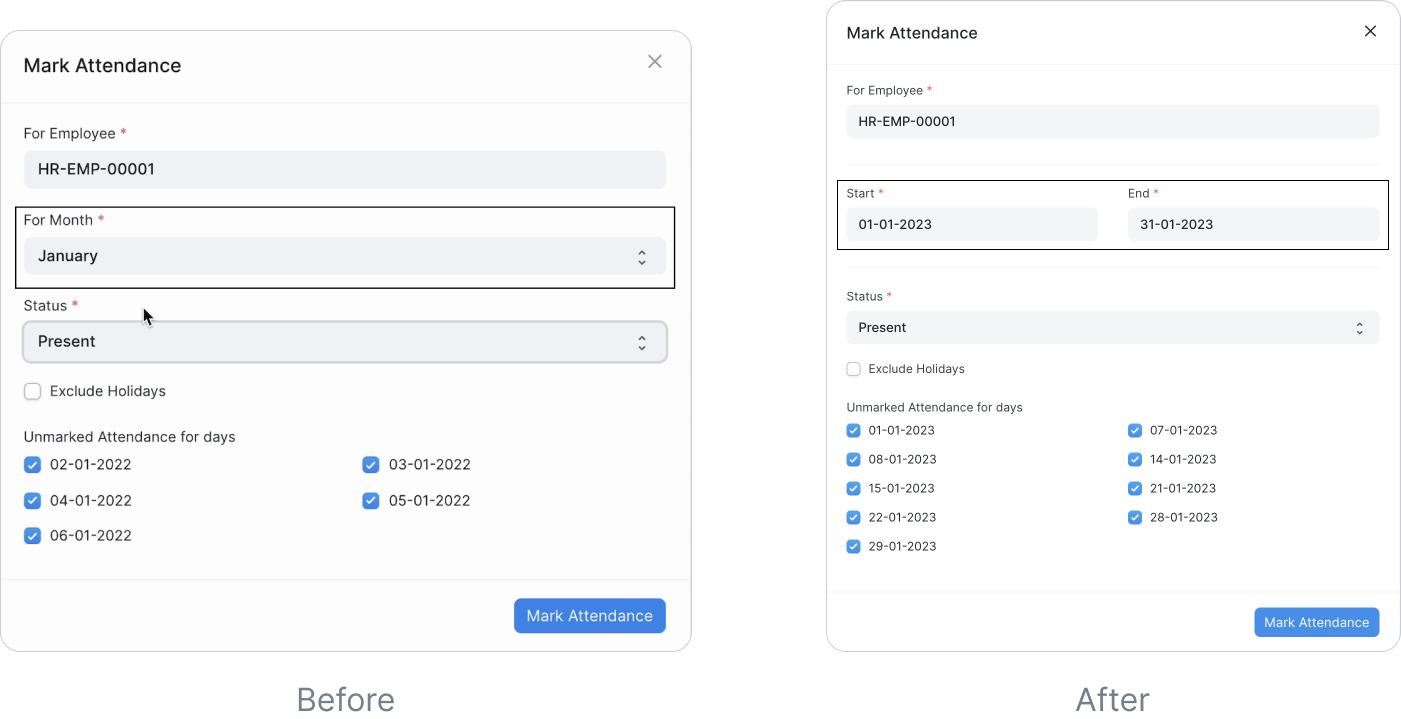 Mark Attendance
For Employee *
HR-EMP-00001
For Month *
January
Status *
Present
Exclude Holidays
Unmarked Attendance for days
02-01-2022 03-01-2022
04-01-2022 05-01-2022
06-01-2022
Mark Attendance
Before
Mark Attendance
For Employee *
HR-EMP-00001
Start * End *
01-01-2023 31-01-2023
Status *
Present
Exclude Holidays
Unmarked Attendance for days
01-01-2023 07-01-2023
08-01-2023 14-01-2023
15-01-2023 21-01-2023
22-01-2023 28-01-2023
29-01-2023
Mark Attendance
After